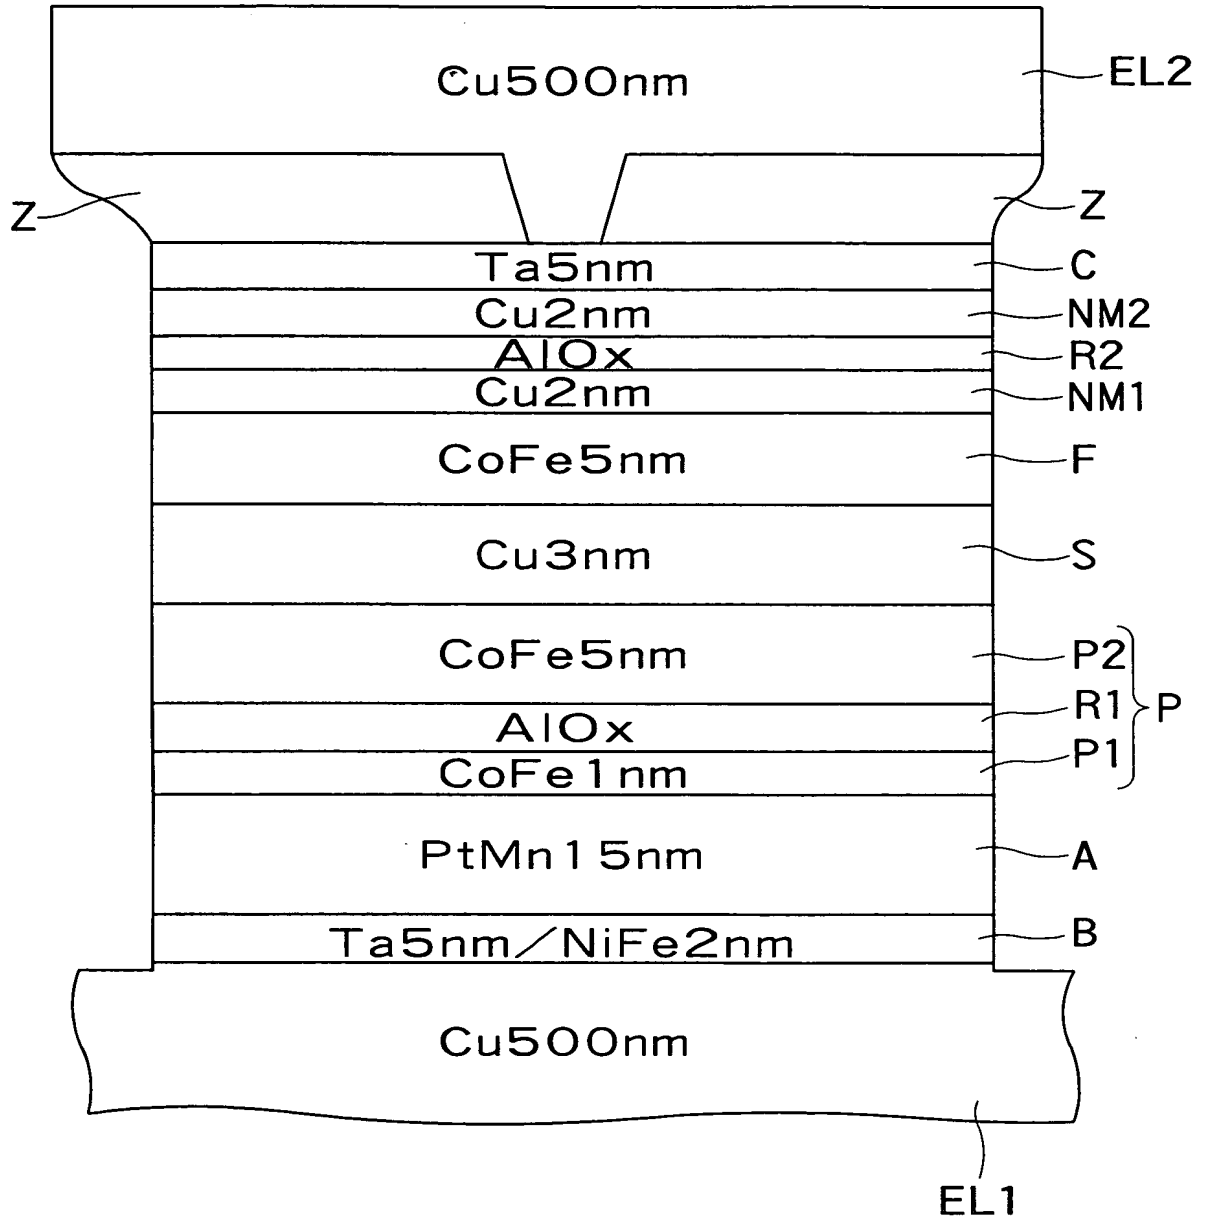 Cu500nm EL2
Z Z
Ta5nm C
Cu2nm NM2
AlOx R2
Cu2nm NM1
CoFe5nm F
Cu3nm S
CoFe5nm P2
AlOx R1 P
CoFe1nm P1
PtMn15nm A
Ta5nm/NiFe2nm B
Cu500nm
EL1